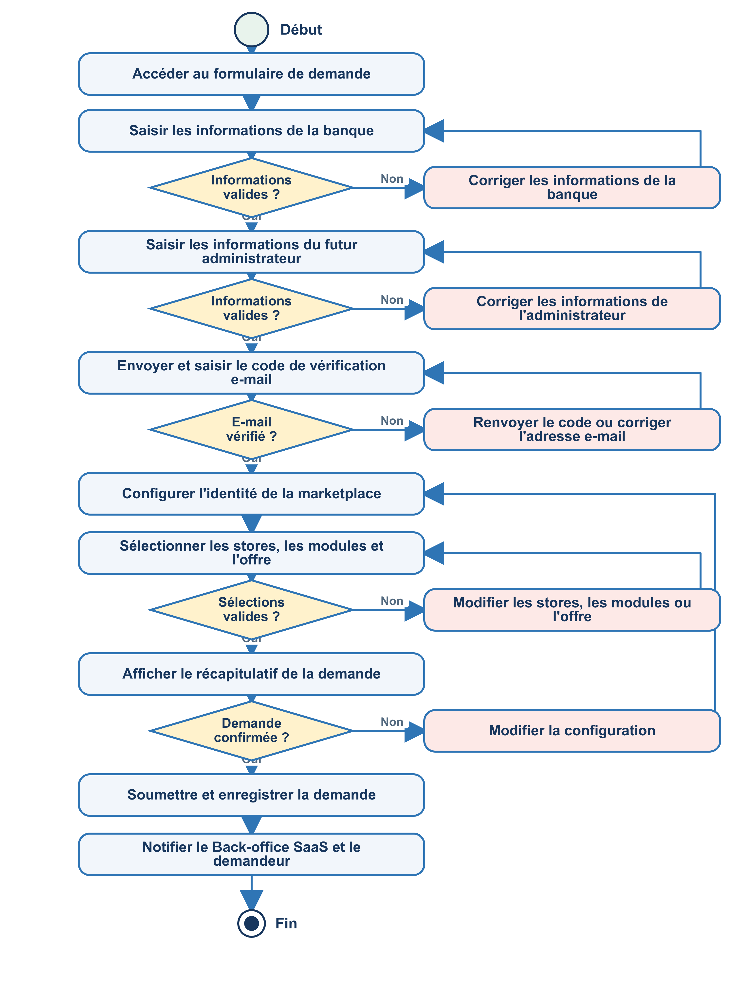 Début
Accéder au formulaire de demande
Saisir les informations de la banque
Informations
valides ?
Non
Corriger les informations de la
banque
Saisir les informations du futur
administrateur
Informations
valides ?
Non
Corriger les informations de
l'administrateur
Envoyer et saisir le code de vérification
e-mail
E-mail
vérifié ?
Non
Renvoyer le code ou corriger
l'adresse e-mail
Configurer l'identité de la marketplace
Sélectionner les stores, les modules et
l'offre
Sélections
valides ?
Non
Modifier les stores, les modules ou
l'offre
Afficher le récapitulatif de la demande
Demande
confirmée ?
Non
Modifier la configuration
Soumettre et enregistrer la demande
Notifier le Back-office SaaS et le
demandeur
Fin